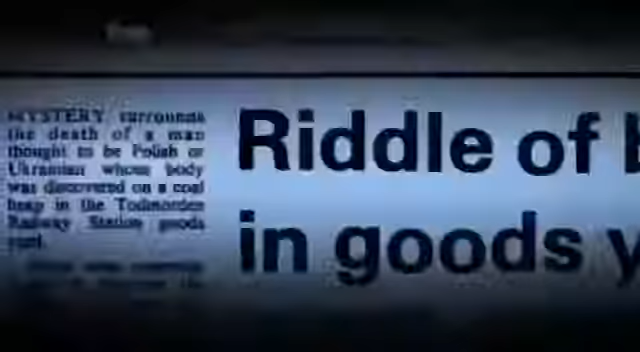 MYSTERY surrounds
the death of a man
thought to be Polish or
Ukranian whose body
was discovered on a coal
heap in the Todmorden
Railway Station goods
yard.
Riddle of
in goods